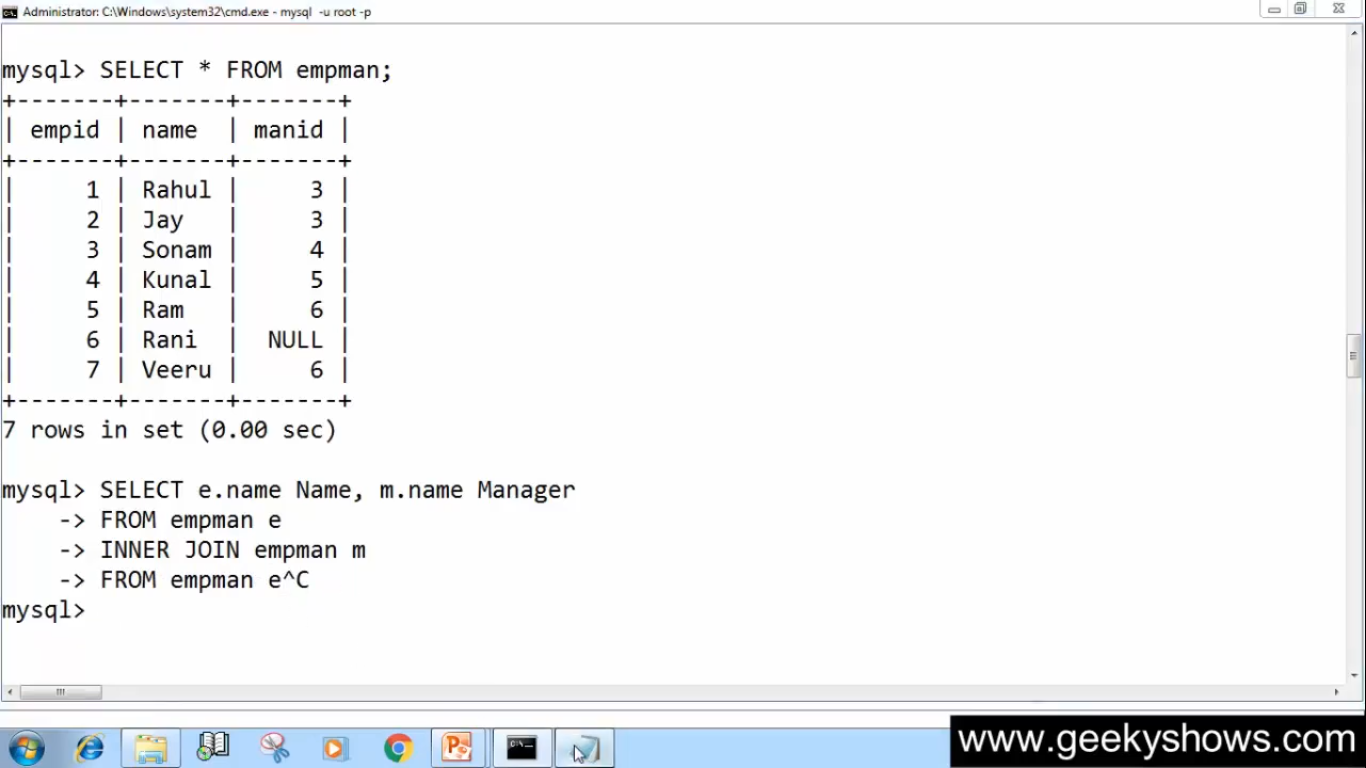 Administrator: C:\Windows\system32\cmd.exe - mysql -u root -p
mysql> SELECT * FROM empman;
+-------+-------+-------+
| empid | name  | manid |
+-------+-------+-------+
|     1 | Rahul |     3 |
|     2 | Jay   |     3 |
|     3 | Sonam |     4 |
|     4 | Kunal |     5 |
|     5 | Ram   |     6 |
|     6 | Rani  |  NULL |
|     7 | Veeru |     6 |
+-------+-------+-------+
7 rows in set (0.00 sec)
mysql> SELECT e.name Name, m.name Manager
    -> FROM empman e
    -> INNER JOIN empman m
    -> FROM empman e^C
mysql>
www.geekyshows.com